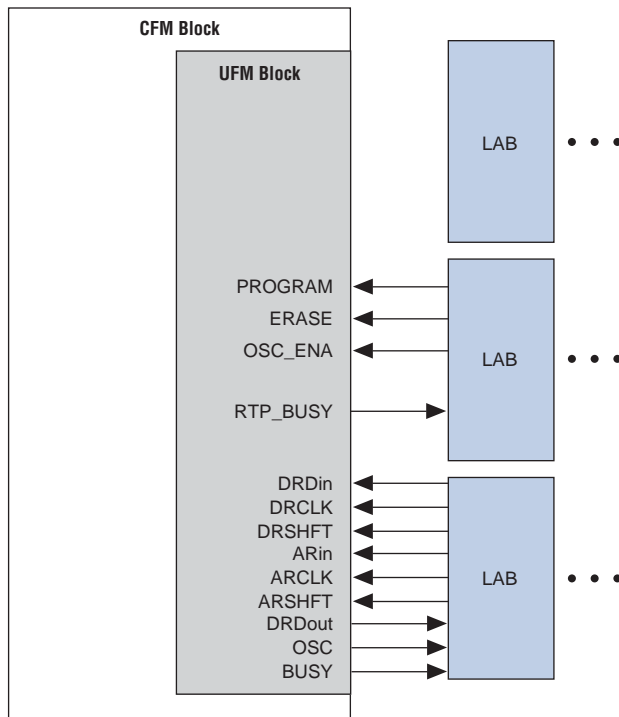 CFM Block
UFM Block
LAB
PROGRAM
ERASE
OSC_ENA
LAB
RTP_BUSY
DRDin
DRCLK
DRSHFT
ARin
ARCLK
LAB
ARSHFT
DRDout
OSC
BUSY